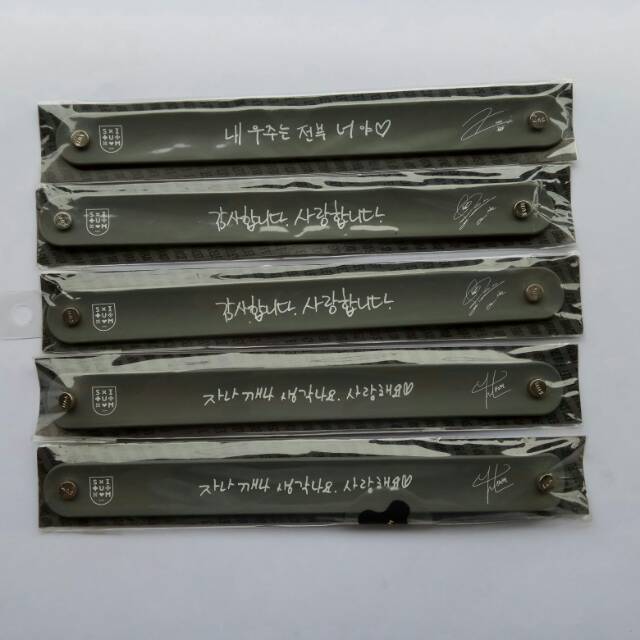 내 우주는 전부 너야♡
감사합니다. 사랑합니다.
감사합니다. 사랑합니다.
자나 깨나 생각나요. 사랑해요♡
자나 깨나 생각나요. 사랑해요♡